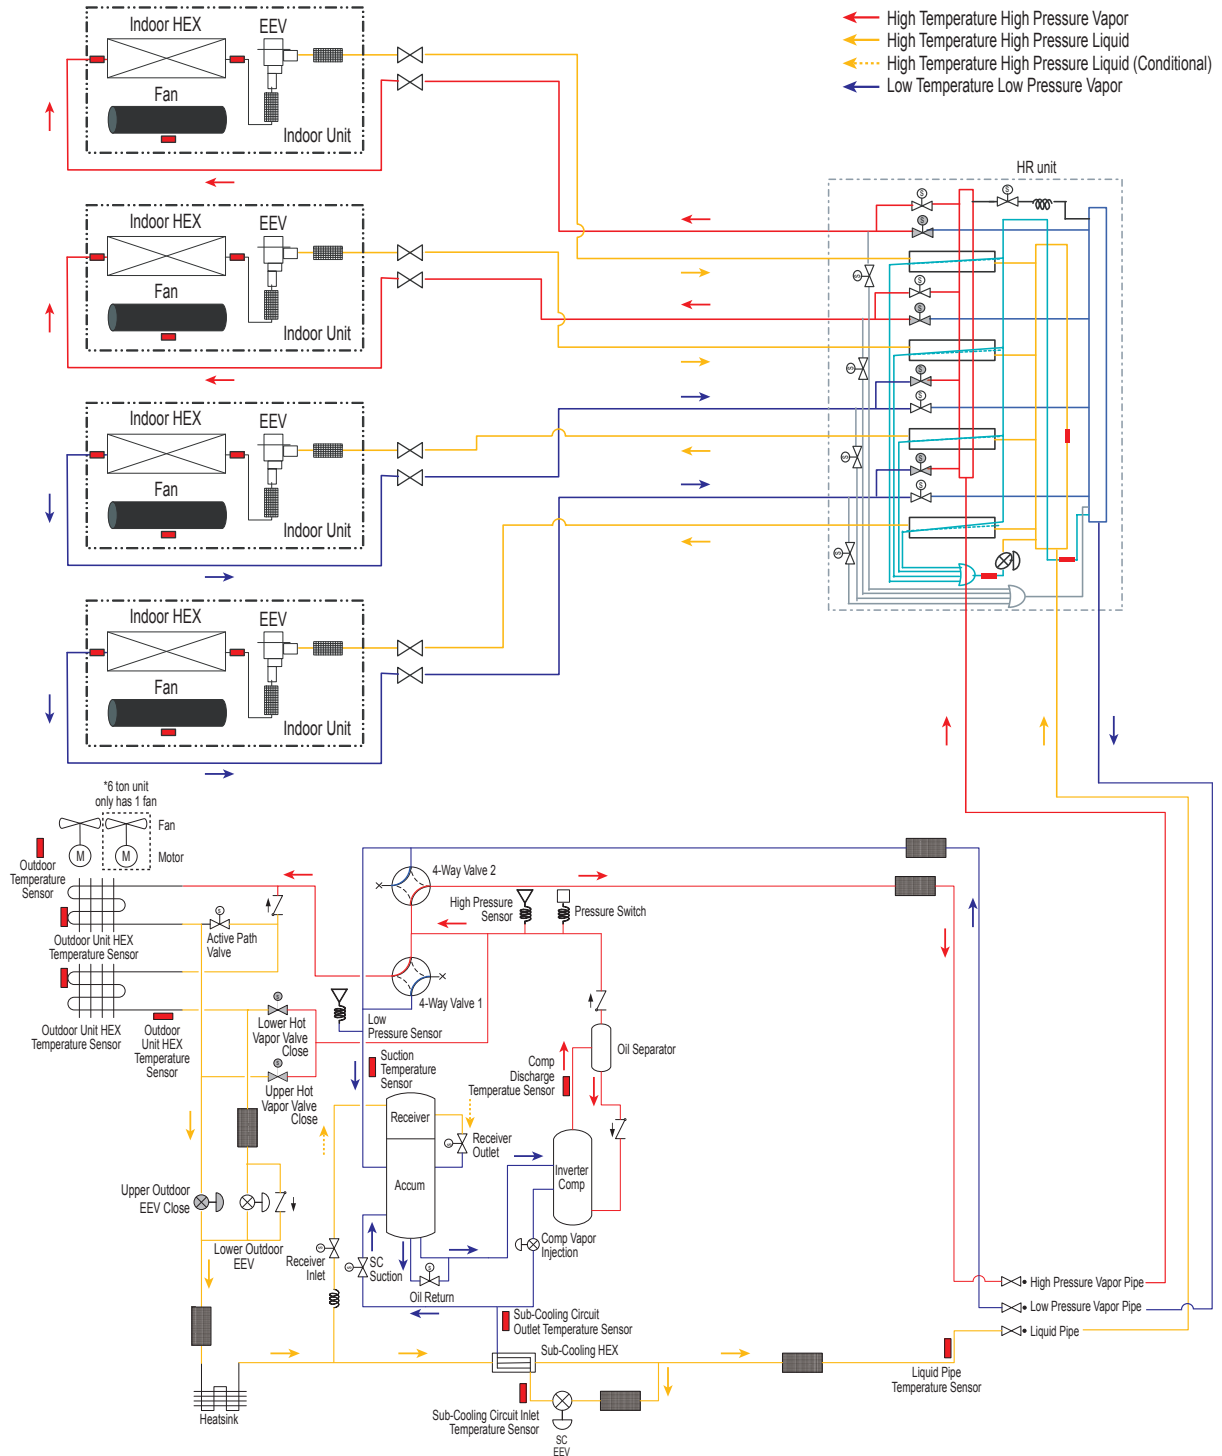 High Temperature High Pressure Vapor
High Temperature High Pressure Liquid
High Temperature High Pressure Liquid (Conditional)
Low Temperature Low Pressure Vapor
Indoor HEX
EEV
Fan
Indoor Unit
Indoor HEX
EEV
Fan
Indoor Unit
Indoor HEX
EEV
Fan
Indoor Unit
Indoor HEX
EEV
Fan
Indoor Unit
HR unit
S
S
S
S
S
S
S
S
S
S
S
S
S
*6 ton unit
only has 1 fan
Fan
M
M
Motor
Outdoor
Temperature
Sensor
Outdoor Unit HEX
Temperature Sensor
S
Active Path
Valve
Outdoor Unit HEX
Temperature Sensor
Outdoor
Unit HEX
Temperature
Sensor
S
Lower Hot
Vapor Valve
Close
S
Upper Hot
Vapor Valve
Close
4-Way Valve 2
High Pressure
Sensor
Pressure Switch
4-Way Valve 1
Low
Pressure Sensor
Suction
Temperature
Sensor
Comp
Discharge
Temperatue Sensor
Oil Separator
Receiver
Accum
S
Receiver
Outlet
Inverter
Comp
Comp Vapor
Injection
Upper Outdoor
EEV Close
Lower Outdoor
EEV
S
Receiver
Inlet
S
SC
Suction
S
Oil Return
Sub-Cooling Circuit
Outlet Temperature Sensor
Sub-Cooling HEX
Sub-Cooling Circuit Inlet
Temperature Sensor
SC
EEV
Heatsink
High Pressure Vapor Pipe
Low Pressure Vapor Pipe
Liquid Pipe
Liquid Pipe
Temperature Sensor